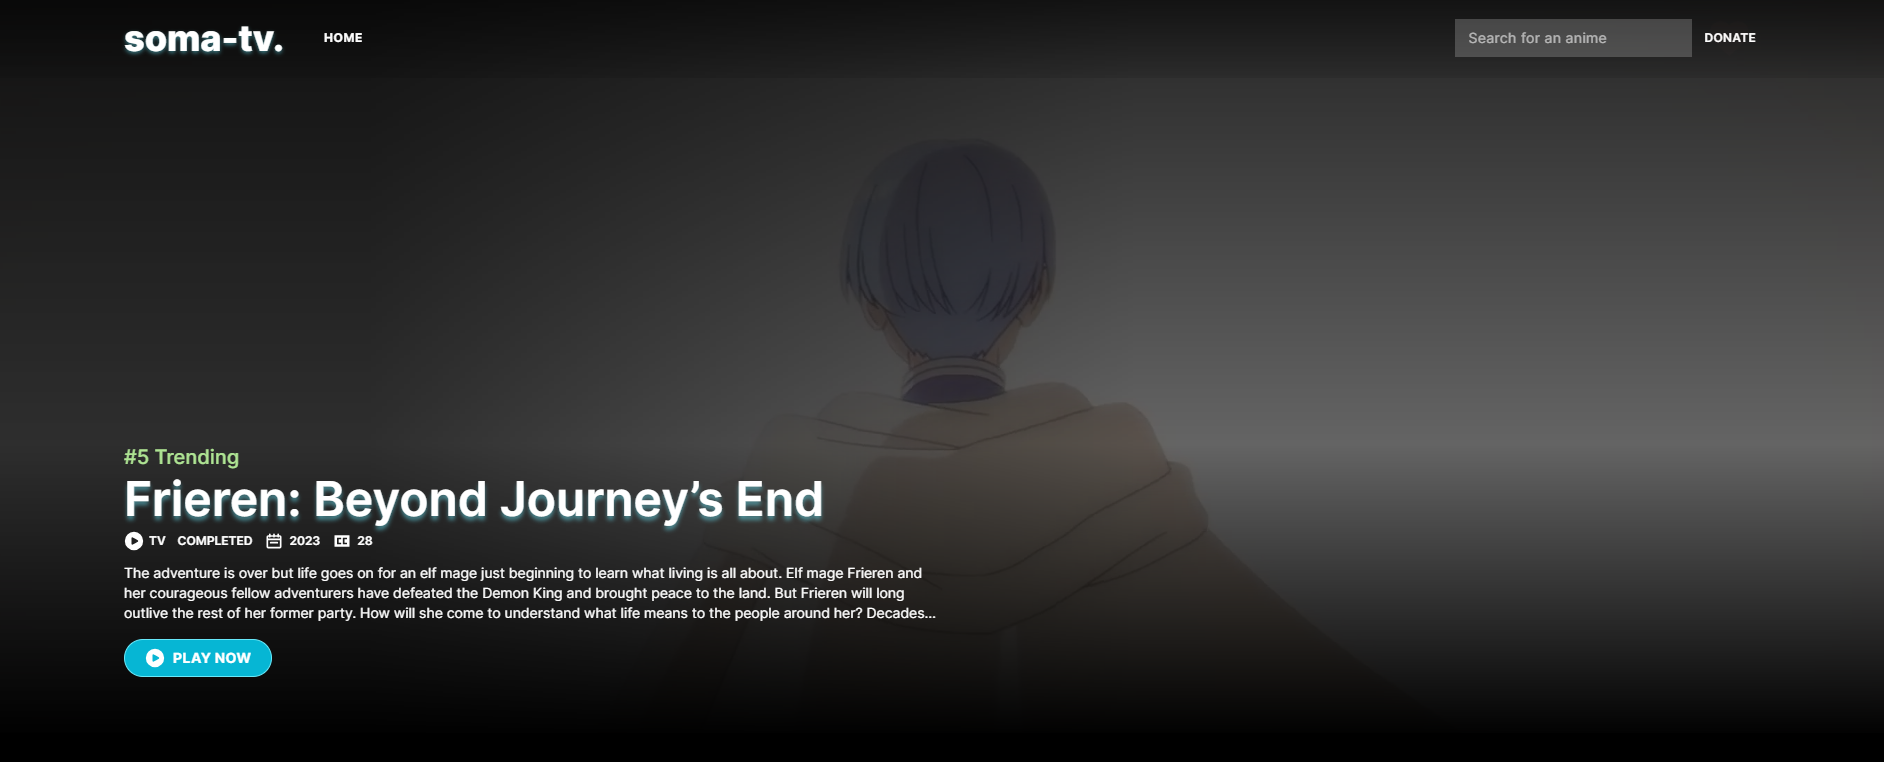 soma-tv.
HOME
Search for an anime
DONATE
#5 Trending
Frieren: Beyond Journey’s End
TV COMPLETED 2023 CC 28
The adventure is over but life goes on for an elf mage just beginning to learn what living is all about. Elf mage Frieren and
her courageous fellow adventurers have defeated the Demon King and brought peace to the land. But Frieren will long
outlive the rest of her former party. How will she come to understand what life means to the people around her? Decades...
PLAY NOW